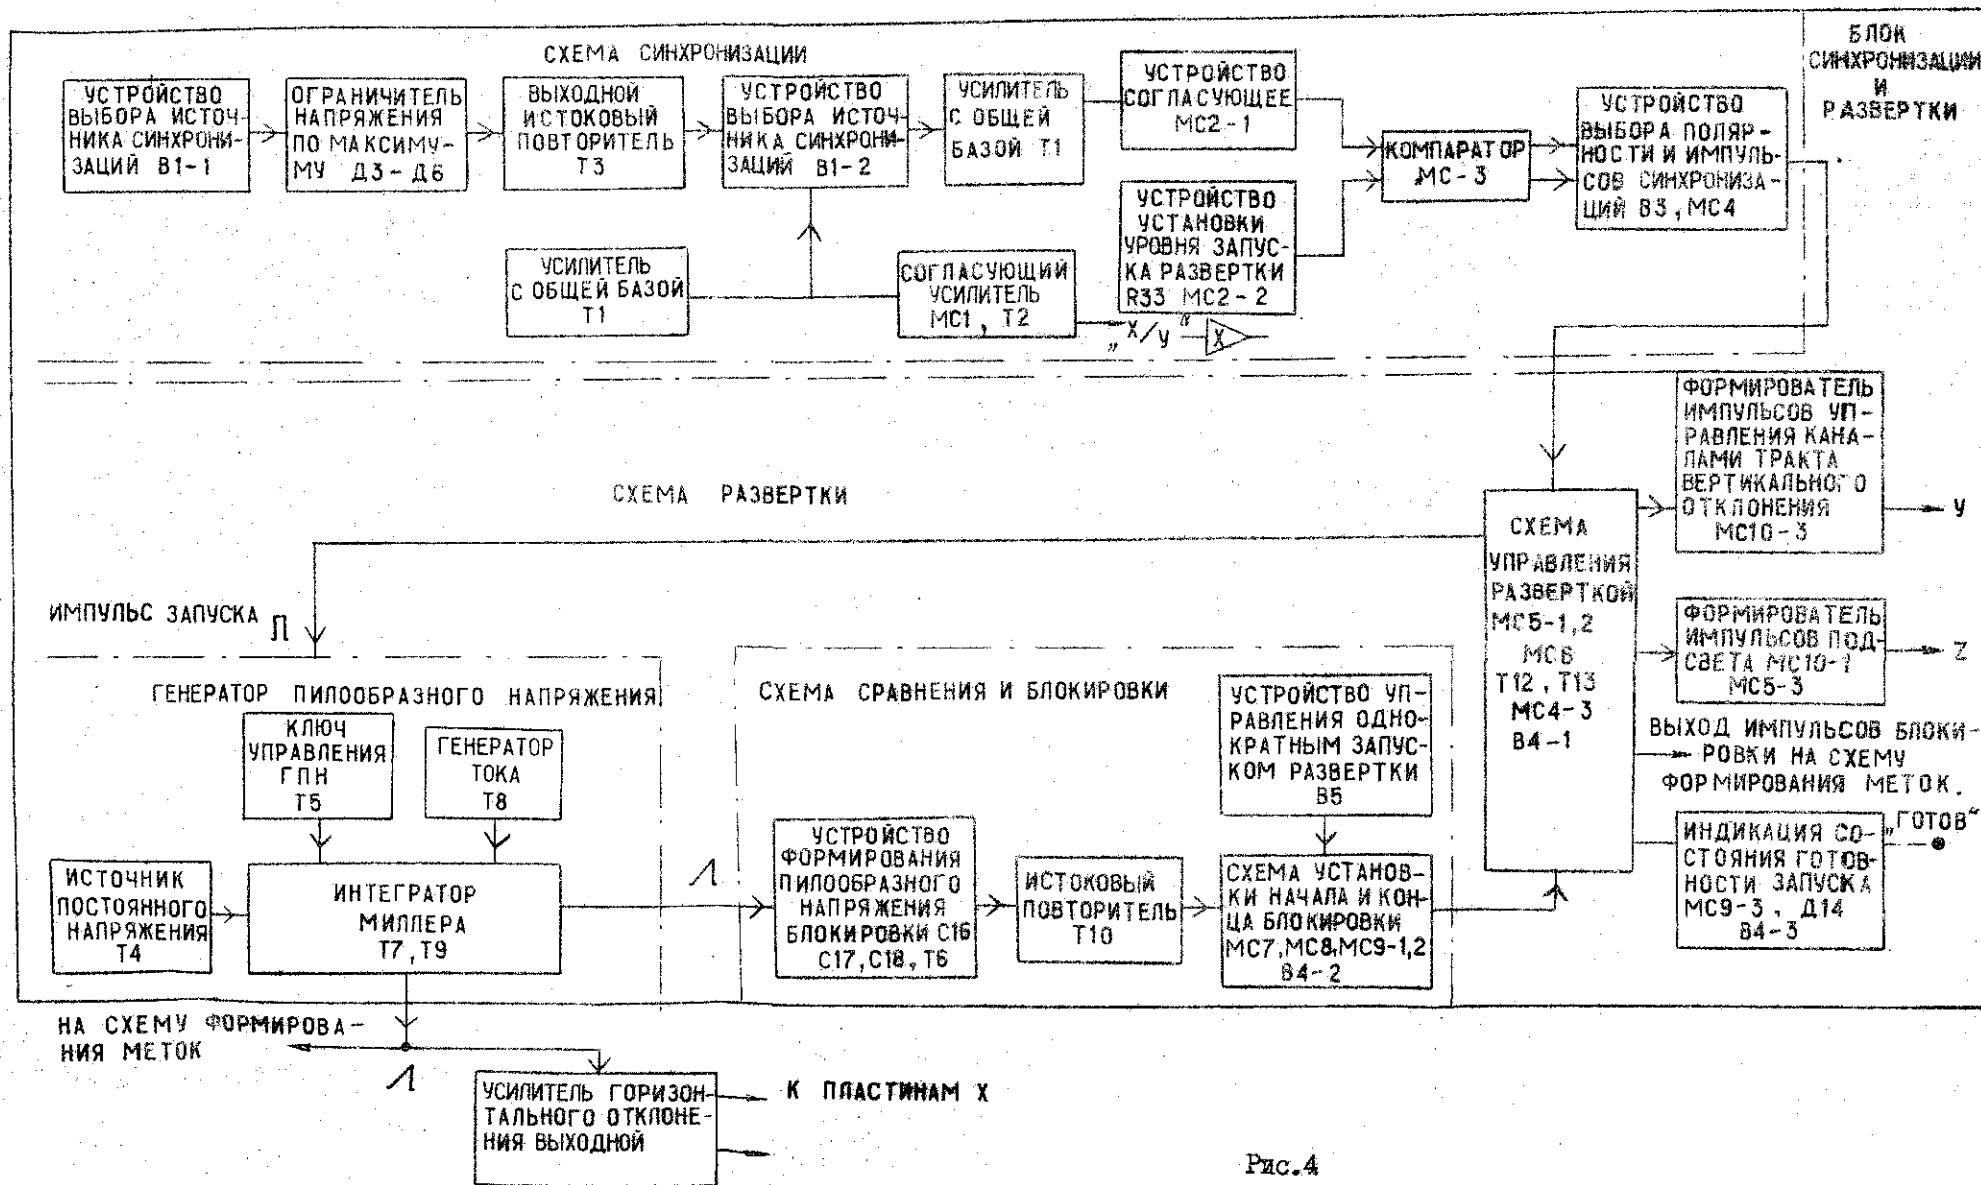 СХЕМА СИНХРОНИЗАЦИИ
БЛОК
СИНХРОНИЗАЦИИ
И
РАЗВЕРТКИ
УСТРОЙСТВО
ВЫБОРА ИСТОЧ-
НИКА СИНХРОНИ-
ЗАЦИЙ В1-1
ОГРАНИЧИТЕЛЬ
НАПРЯЖЕНИЯ
ПО МАКСИМУ-
МУ Д3-Д6
ВЫХОДНОЙ
ИСТОКОВЫЙ
ПОВТОРИТЕЛЬ
Т3
УСТРОЙСТВО
ВЫБОРА ИСТОЧ-
НИКА СИНХРОНИ-
ЗАЦИЙ В1-2
УСИЛИТЕЛЬ
С ОБЩЕЙ
БАЗОЙ Т1
УСТРОЙСТВО
СОГЛАСУЮЩЕЕ
МС2-1
КОМПАРАТОР
МС-3
УСТРОЙСТВО
ВЫБОРА ПОЛЯР-
НОСТИ И ИМПУЛЬ-
СОВ СИНХРОНИЗА-
ЦИЙ В3, МС4
УСИЛИТЕЛЬ
С ОБЩЕЙ БАЗОЙ
Т1
СОГЛАСУЮЩИЙ
УСИЛИТЕЛЬ
МС1, Т2
УСТРОЙСТВО
УСТАНОВКИ
УРОВНЯ ЗАПУС-
КА РАЗВЕРТКИ
R33 МС2-2
„X/У" X
СХЕМА РАЗВЕРТКИ
ФОРМИРОВАТЕЛЬ
ИМПУЛЬСОВ УП-
РАВЛЕНИЯ КАНА-
ЛАМИ ТРАКТА
ВЕРТИКАЛЬНОГО
ОТКЛОНЕНИЯ
МС10-3
У
СХЕМА
УПРАВЛЕНИЯ
РАЗВЕРТКОЙ
МС5-1,2
МС6
Т12, Т13
МС4-3
В4-1
ФОРМИРОВАТЕЛЬ
ИМПУЛЬСОВ ПОД-
СВЕТА МС10-1
МС5-3
Z
ВЫХОД ИМПУЛЬСОВ БЛОКИ-
РОВКИ НА СХЕМУ
ФОРМИРОВАНИЯ МЕТОК.
ИНДИКАЦИЯ СО-
СТОЯНИЯ ГОТОВ-
НОСТИ ЗАПУСКА
МС9-3, Д14
В4-3
„ГОТОВ"
ИМПУЛЬС ЗАПУСКА
ГЕНЕРАТОР ПИЛООБРАЗНОГО НАПРЯЖЕНИЯ
КЛЮЧ
УПРАВЛЕНИЯ
ГПН
Т5
ГЕНЕРАТОР
ТОКА
Т8
ИСТОЧНИК
ПОСТОЯННОГО
НАПРЯЖЕНИЯ
Т4
ИНТЕГРАТОР
МИЛЛЕРА
Т7, Т9
СХЕМА СРАВНЕНИЯ И БЛОКИРОВКИ
УСТРОЙСТВО УП-
РАВЛЕНИЯ ОДНО-
КРАТНЫМ ЗАПУС-
КОМ РАЗВЕРТКИ
В5
УСТРОЙСТВО
ФОРМИРОВАНИЯ
ПИЛООБРАЗНОГО
НАПРЯЖЕНИЯ
БЛОКИРОВКИ С16
С17, С18, Т6
ИСТОКОВЫЙ
ПОВТОРИТЕЛЬ
Т10
СХЕМА УСТАНОВ-
КИ НАЧАЛА И КОН-
ЦА БЛОКИРОВКИ
МС7, МС8, МС9-1,2
В4-2
НА СХЕМУ ФОРМИРОВА-
НИЯ МЕТОК
УСИЛИТЕЛЬ ГОРИЗОН-
ТАЛЬНОГО ОТКЛОНЕ-
НИЯ ВЫХОДНОЙ
К ПЛАСТИНАМ X
Рис.4